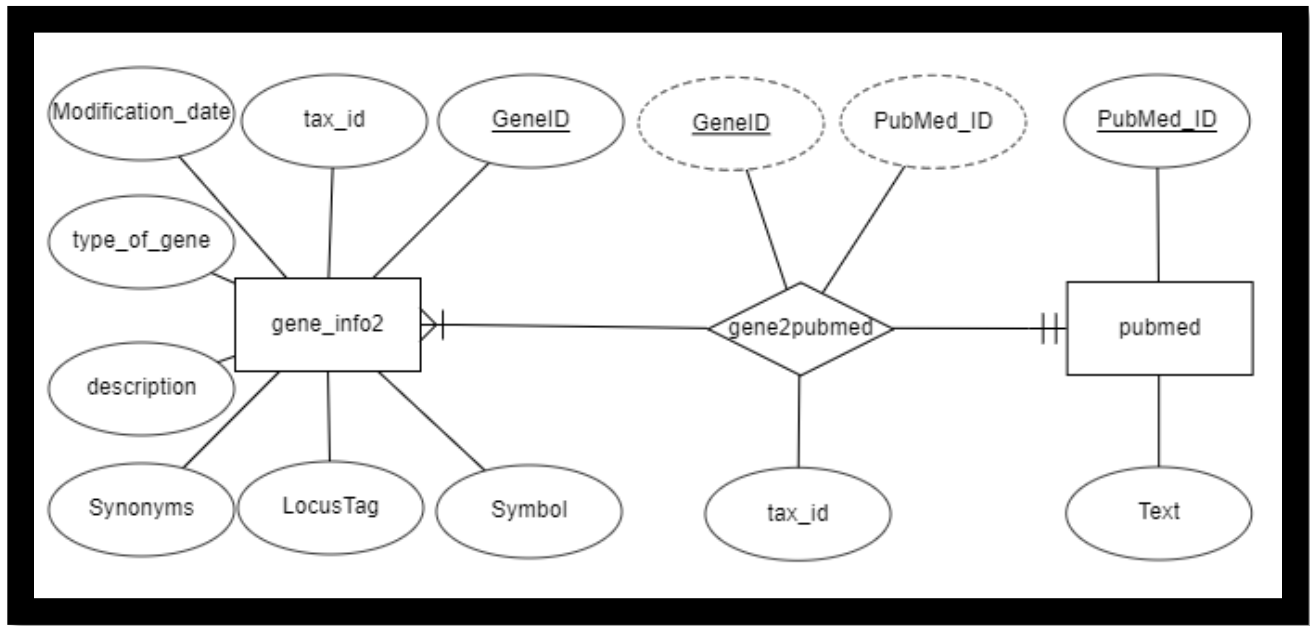 Modification_date
tax_id
GeneID
GeneID
PubMed_ID
PubMed_ID
type_of_gene
gene_info2
gene2pubmed
pubmed
description
Synonyms
LocusTag
Symbol
tax_id
Text